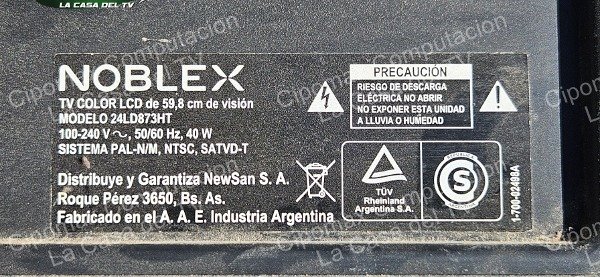 LA CASA DEL TV
NOBLEX
TV COLOR LCD de 59,8 cm de visión
MODELO 24LD873HT
100-240 V ~, 50/60 Hz, 40 W
SISTEMA PAL-N/M, NTSC, SATVD-T
Distribuye y Garantiza NewSan S. A.
Roque Pérez 3650, Bs. As.
Fabricado en el A. A. E. Industria Argentina
PRECAUCIÓN
RIESGO DE DESCARGA
ELÉCTRICA NO ABRIR
NO EXPONER ESTA UNIDAD
A LLUVIA O HUMEDAD
TÜV
Rheinland
Argentina S.A.
S
1-700-02498A
Cipomax Computacion
La Casa del TV